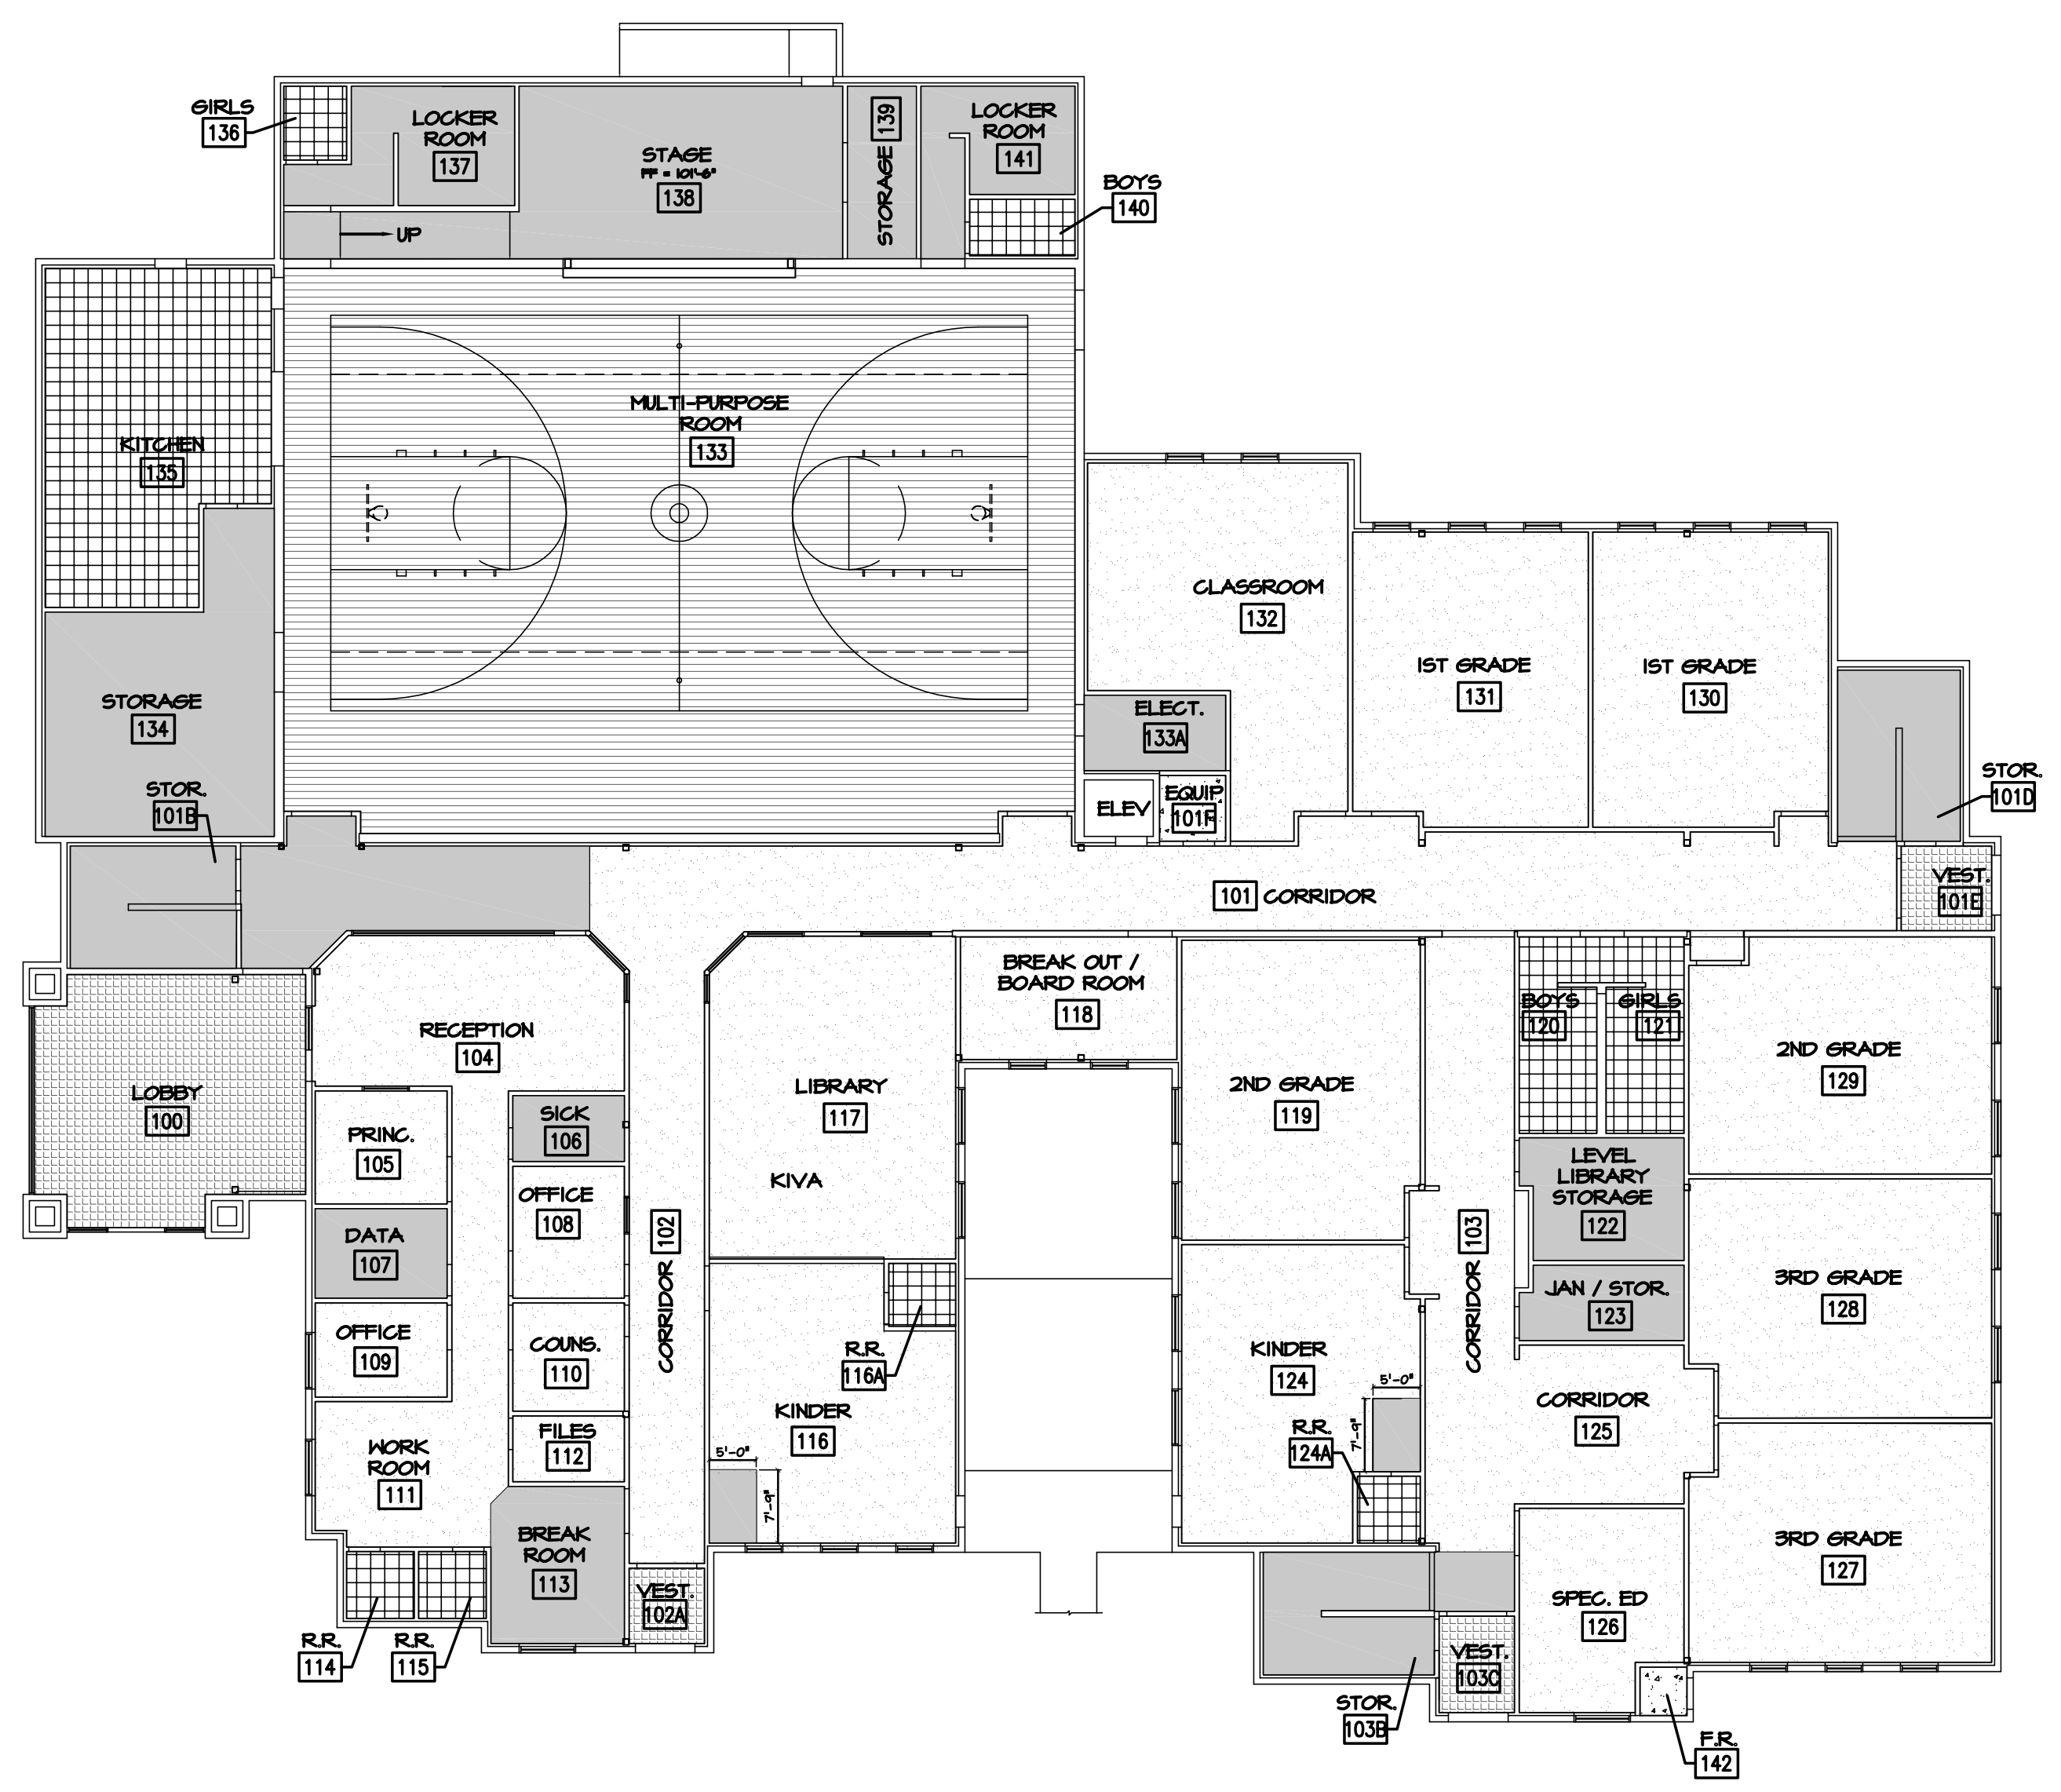 GIRLS
136
LOCKER
ROOM
137
STAGE
FF = 101'-6"
138
STORAGE 139
LOCKER
ROOM
141
BOYS
140
UP
MULTI-PURPOSE
ROOM
133
KITCHEN
135
CLASSROOM
132
1ST GRADE
131
1ST GRADE
130
STORAGE
134
ELECT.
133A
STOR.
101B
ELEV
EQUIP
101F
STOR.
101D
101 CORRIDOR
VEST.
101E
BREAK OUT /
BOARD ROOM
118
RECEPTION
104
BOYS
120
GIRLS
121
2ND GRADE
129
LOBBY
100
LIBRARY
117
2ND GRADE
119
SICK
106
PRINC.
105
KIVA
LEVEL
LIBRARY
STORAGE
122
OFFICE
108
DATA
107
CORRIDOR 102
CORRIDOR 103
3RD GRADE
128
JAN / STOR.
123
OFFICE
109
COUNS.
110
R.R.
116A
KINDER
124
5'-0"
7'-9"
CORRIDOR
125
KINDER
116
FILES
112
WORK
ROOM
111
5'-0"
7'-9"
R.R.
124A
BREAK
ROOM
113
3RD GRADE
127
VEST.
102A
SPEC. ED
126
R.R.
114
R.R.
115
VEST.
103C
STOR.
103B
F.R.
142